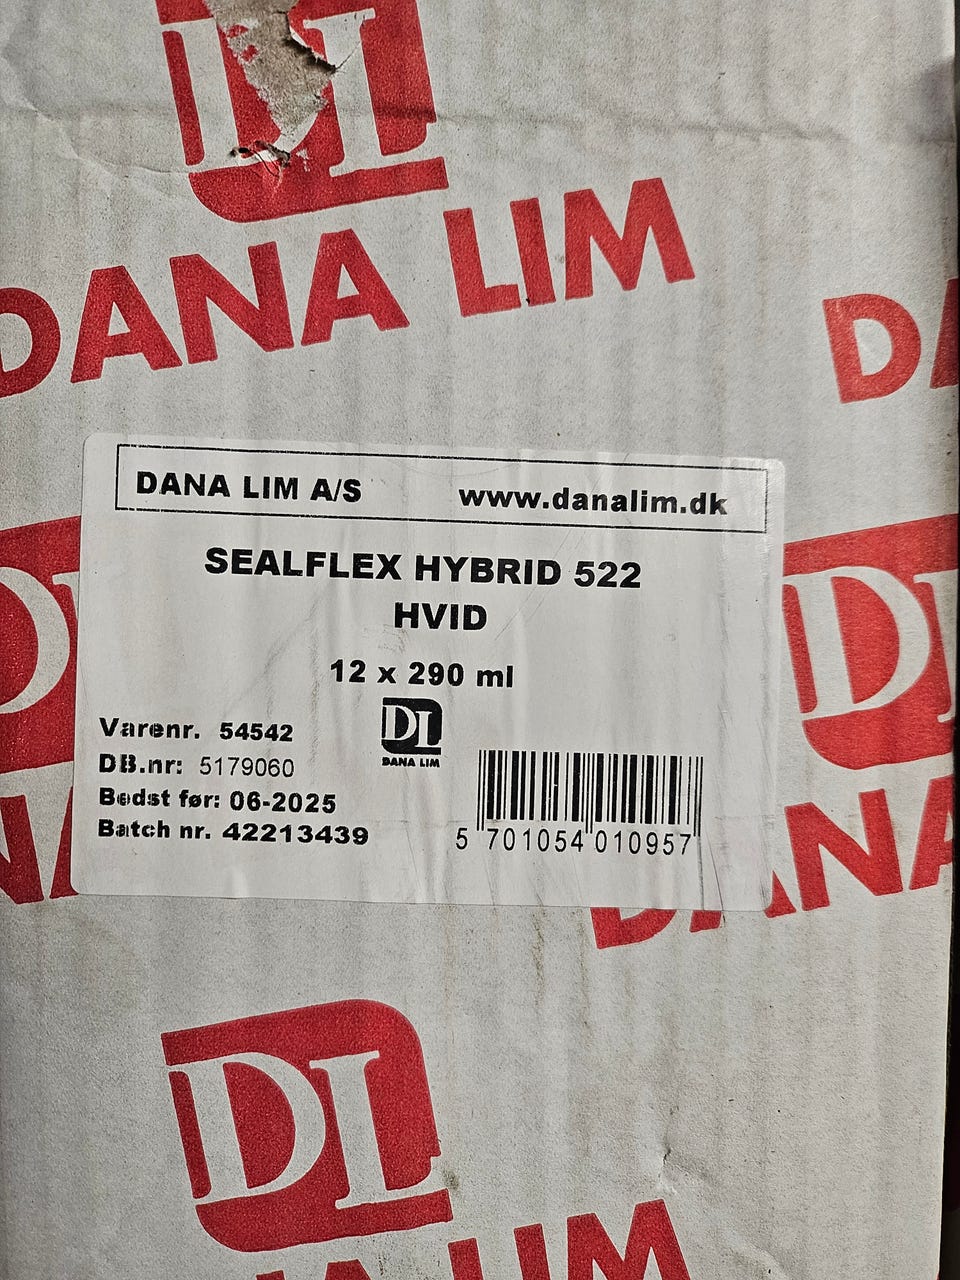 DL
DANA LIM
DA
DANA LIM A/S www.danalim.dk
SEALFLEX HYBRID 522
HVID
12 x 290 ml
DL
DANA LIM
Varenr. 54542
DB.nr: 5179060
Bedst før: 06-2025
Batch nr. 42213439
5 701054 010957
D
DL
DANA
DL
NA LIM